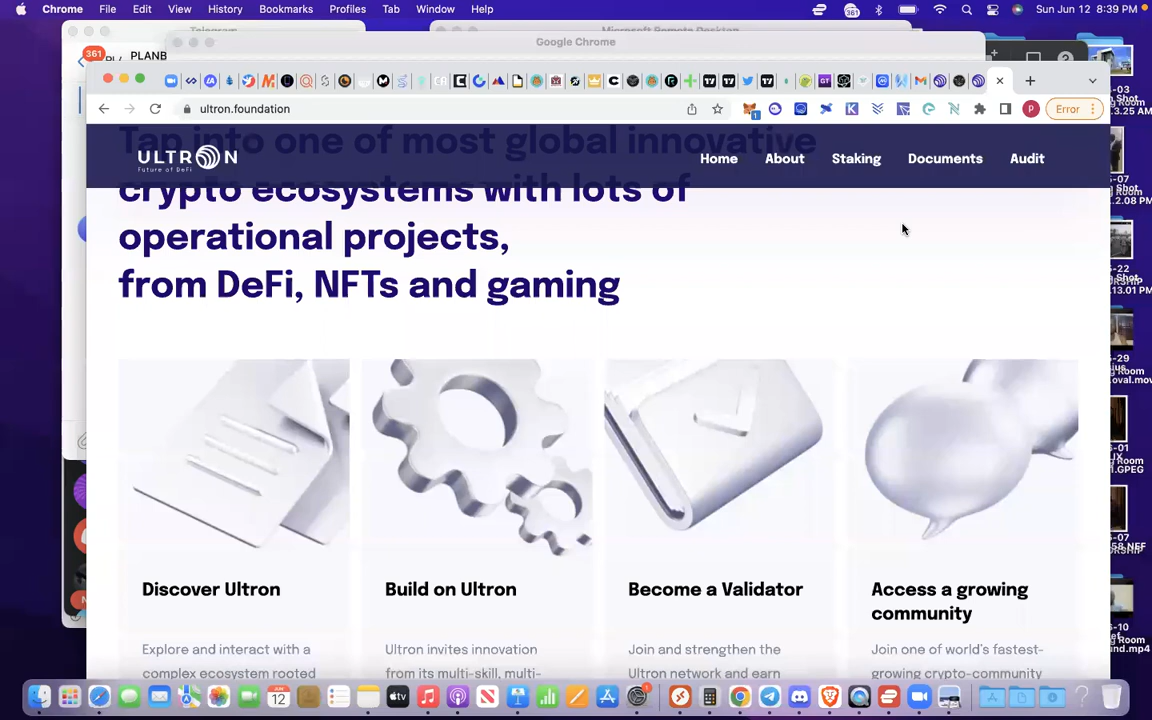 Chrome File Edit View History Bookmarks Profiles Tab Window Help 361 Sun Jun 12 8:39 PM
Google Chrome
361 PLANB
ultron.foundation
1 P Error
Tap into one of most global innovative
crypto ecosystems with lots of
operational projects,
from DeFi, NFTs and gaming
ULTRON
Future of DeFi
Home About Staking Documents Audit
Discover Ultron
Explore and interact with a
complex ecosystem rooted
Build on Ultron
Ultron invites innovation
from its multi-skill, multi-
Become a Validator
Join and strengthen the
Ultron network and earn
Access a growing
community
Join one of world's fastest-
growing crypto-community